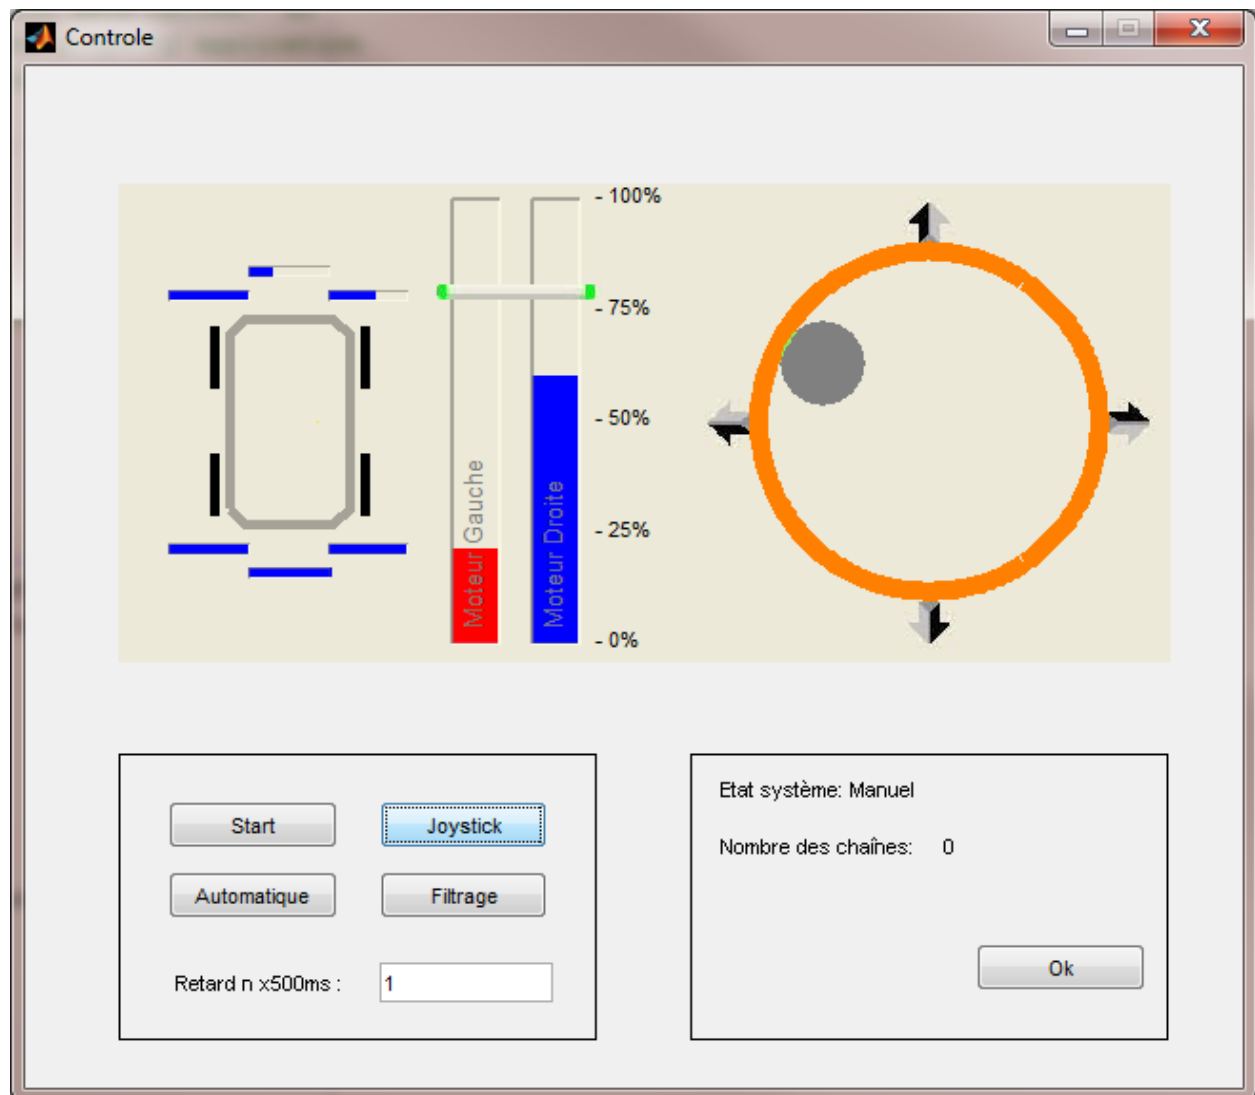 Controle
- 100%
- 75%
- 50%
- 25%
- 0%
Moteur Gauche
Moteur Droite
Start
Joystick
Automatique
Filtrage
Retard n x500ms :
1
Etat système: Manuel
Nombre des chaînes: 0
Ok